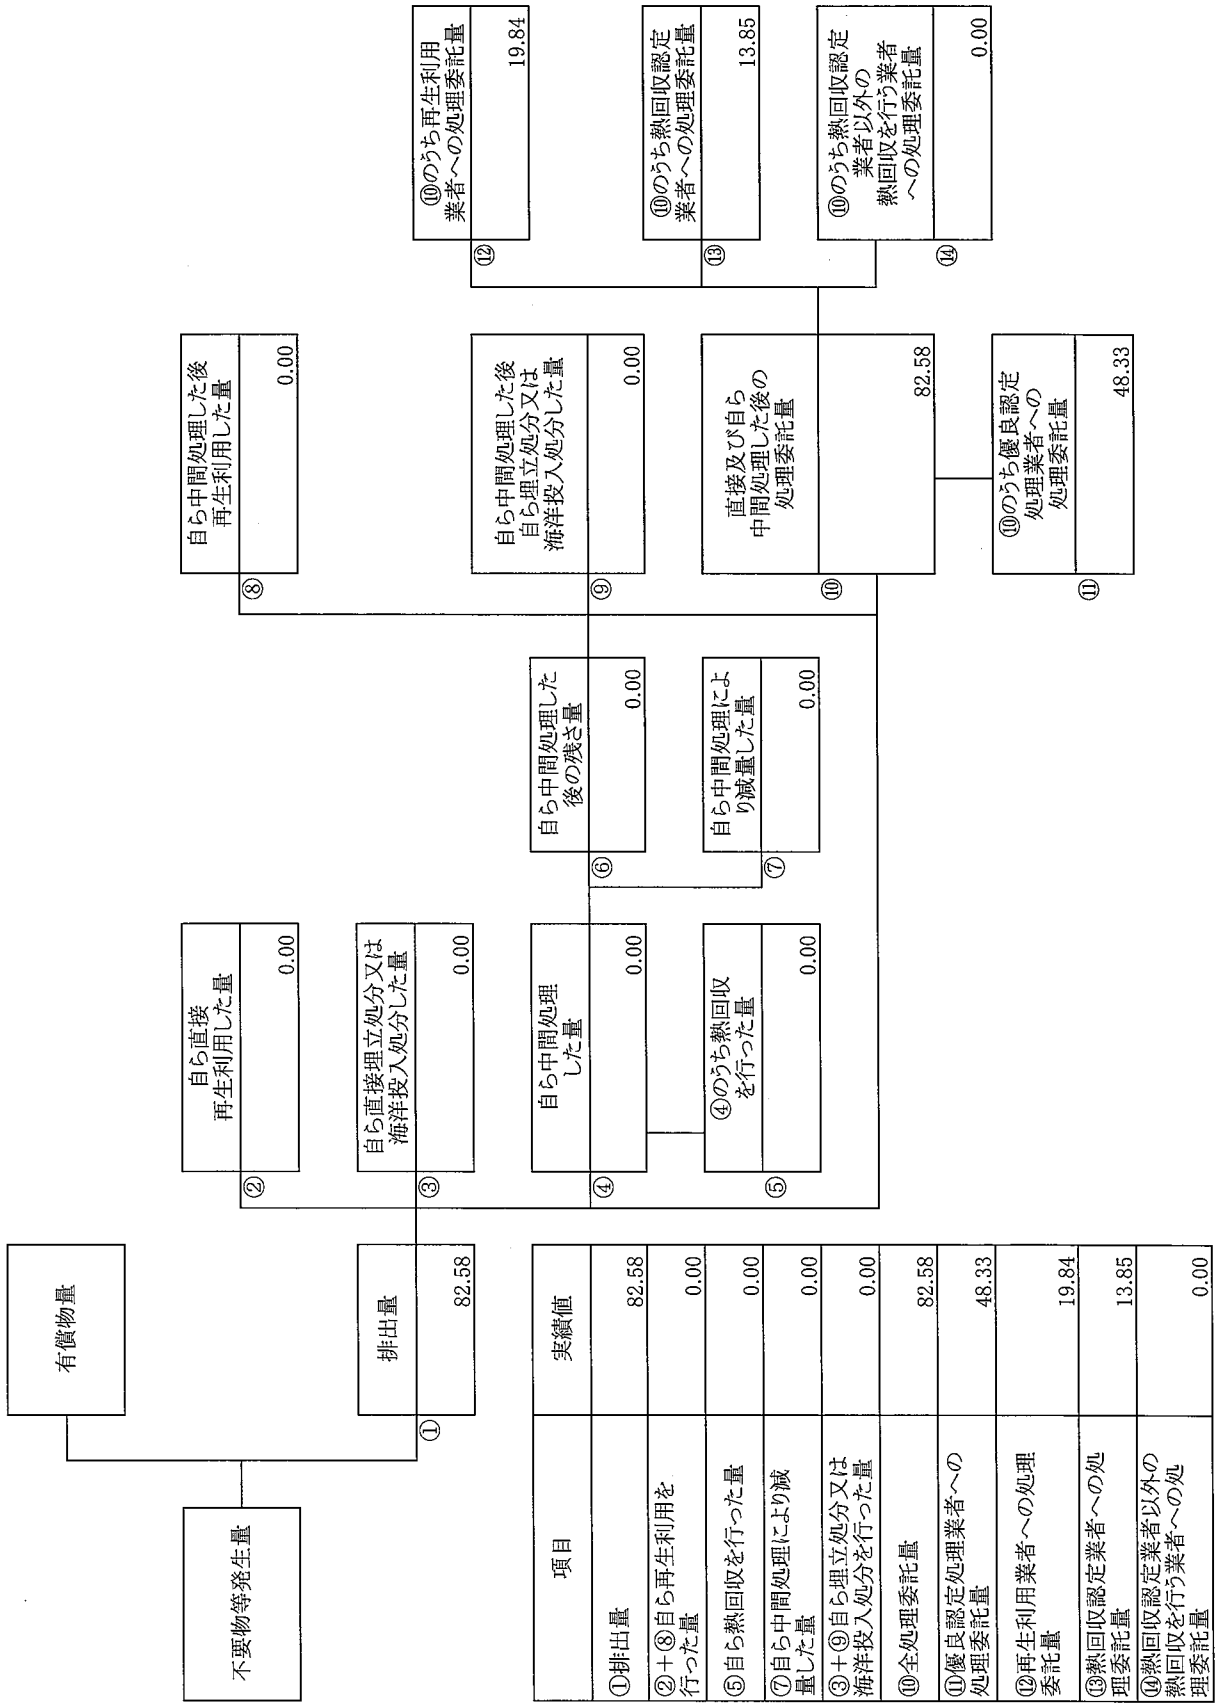 不要物等発生量
有償物量
①
排出量
82.58
②
自ら直接
再生利用した量
0.00
③
自ら直接埋立処分又は
海洋投入処分した量
0.00
④
自ら中間処理
した量
0.00
⑤
④のうち熱回収
を行った量
0.00
⑥
自ら中間処理した
後の残さ量
0.00
⑦
自ら中間処理によ
り減量した量
0.00
⑧
自ら中間処理した後
再生利用した量
0.00
⑨
自ら中間処理した後
自ら埋立処分又は
海洋投入処分した量
0.00
⑩
直接及び自ら
中間処理した後の
処理委託量
82.58
⑪
⑩のうち優良認定
処理業者への
処理委託量
48.33
⑫
⑩のうち再生利用
業者への処理委託量
19.84
⑬
⑩のうち熱回収認定
業者への処理委託量
13.85
⑭
⑩のうち熱回収認定
業者以外の
熱回収を行う業者
への処理委託量
0.00
項目 実績値
①排出量 82.58
②+⑧自ら再生利用を
行った量 0.00
⑤自ら熱回収を行った量 0.00
⑦自ら中間処理により減
量した量 0.00
③+⑨自ら埋立処分又は
海洋投入処分を行った量 0.00
⑩全処理委託量 82.58
⑪優良認定処理業者への
処理委託量 48.33
⑫再生利用業者への処理
委託量 19.84
⑬熱回収認定業者への処
理委託量 13.85
⑭熱回収認定業者以外の
熱回収を行う業者への処
理委託量 0.00